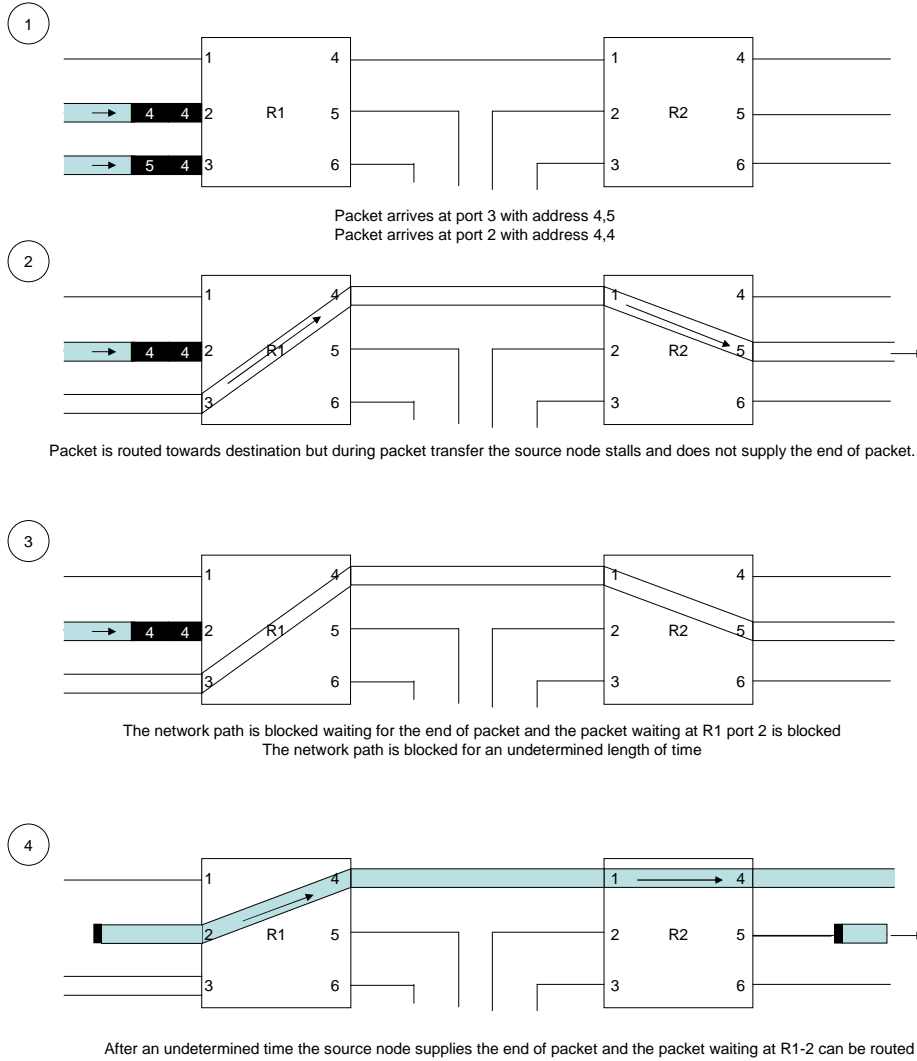 1
1 4 1 4
4 4 2 R1 5 2 R2 5
5 4 3 6 3 6
Packet arrives at port 3 with address 4,5
Packet arrives at port 2 with address 4,4
2
1 4 1 4
4 4 2 R1 5 2 R2 5
3 6 3 6
Packet is routed towards destination but during packet transfer the source node stalls and does not supply the end of packet.
3
1 4 1 4
4 4 2 R1 5 2 R2 5
3 6 3 6
The network path is blocked waiting for the end of packet and the packet waiting at R1 port 2 is blocked
The network path is blocked for an undetermined length of time
4
1 4 1 4
2 R1 5 2 R2 5
3 6 3 6
After an undetermined time the source node supplies the end of packet and the packet waiting at R1-2 can be routed